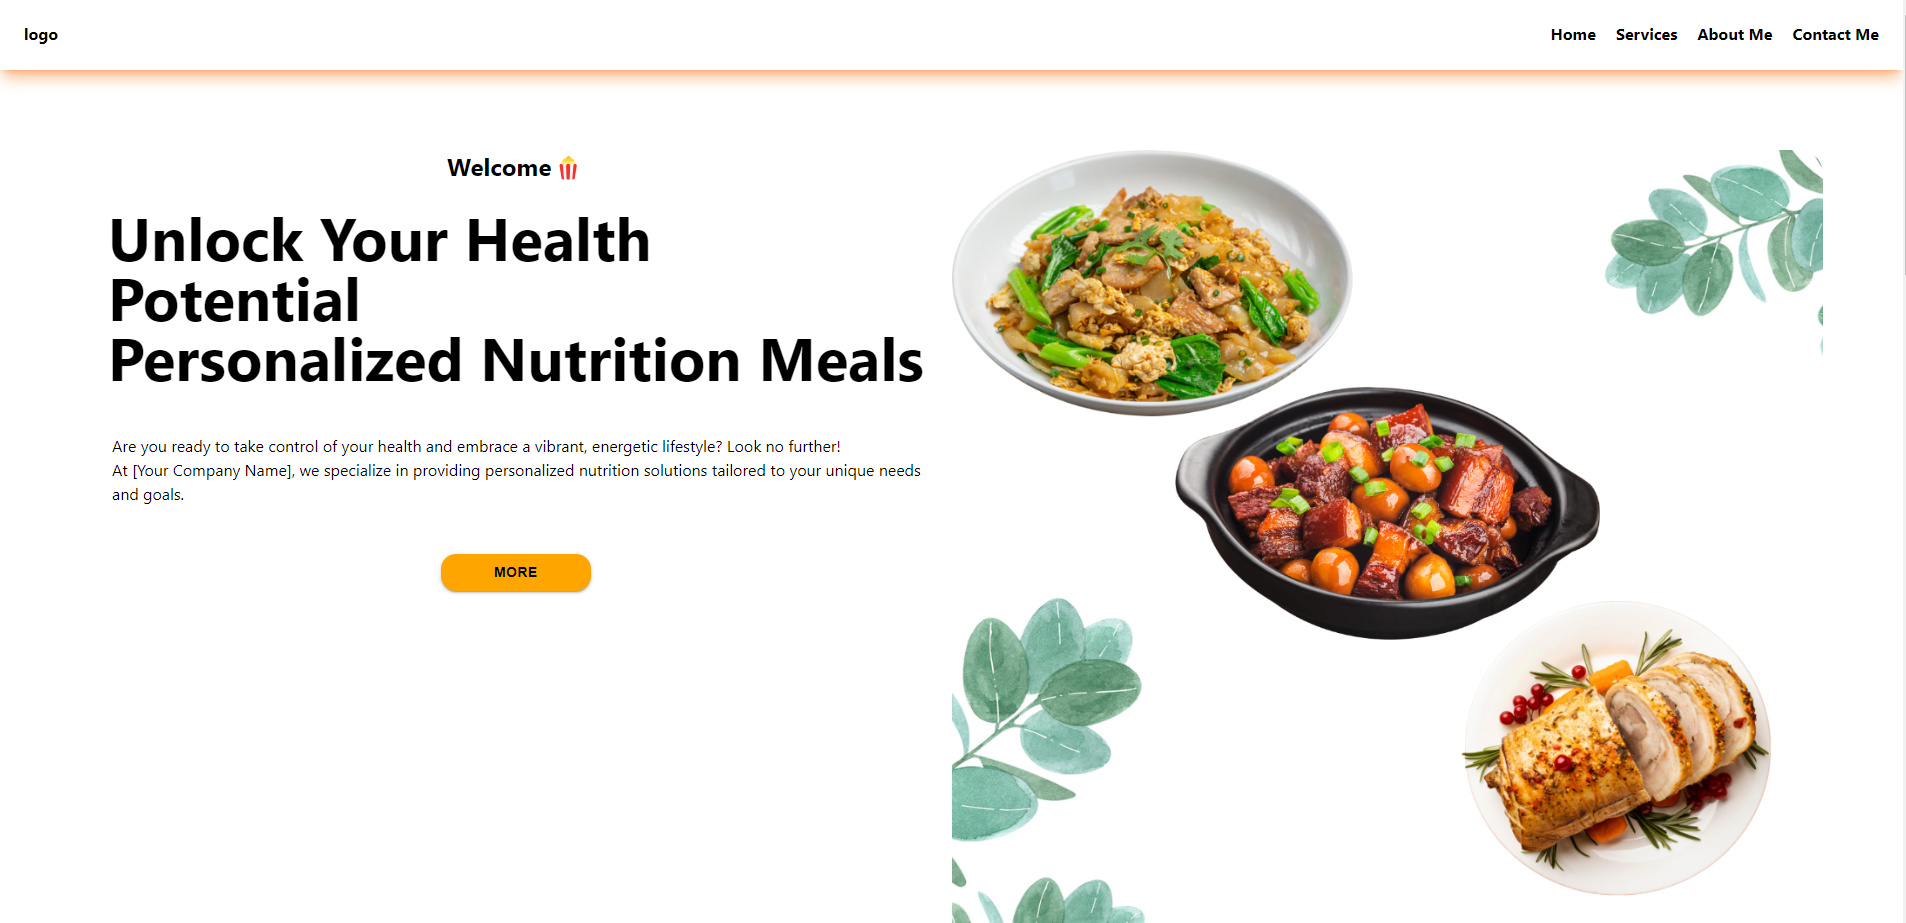 logo
Home Services About Me Contact Me
Welcome 🍿
Unlock Your Health
Potential
Personalized Nutrition Meals
Are you ready to take control of your health and embrace a vibrant, energetic lifestyle? Look no further!
At [Your Company Name], we specialize in providing personalized nutrition solutions tailored to your unique needs
and goals.
MORE